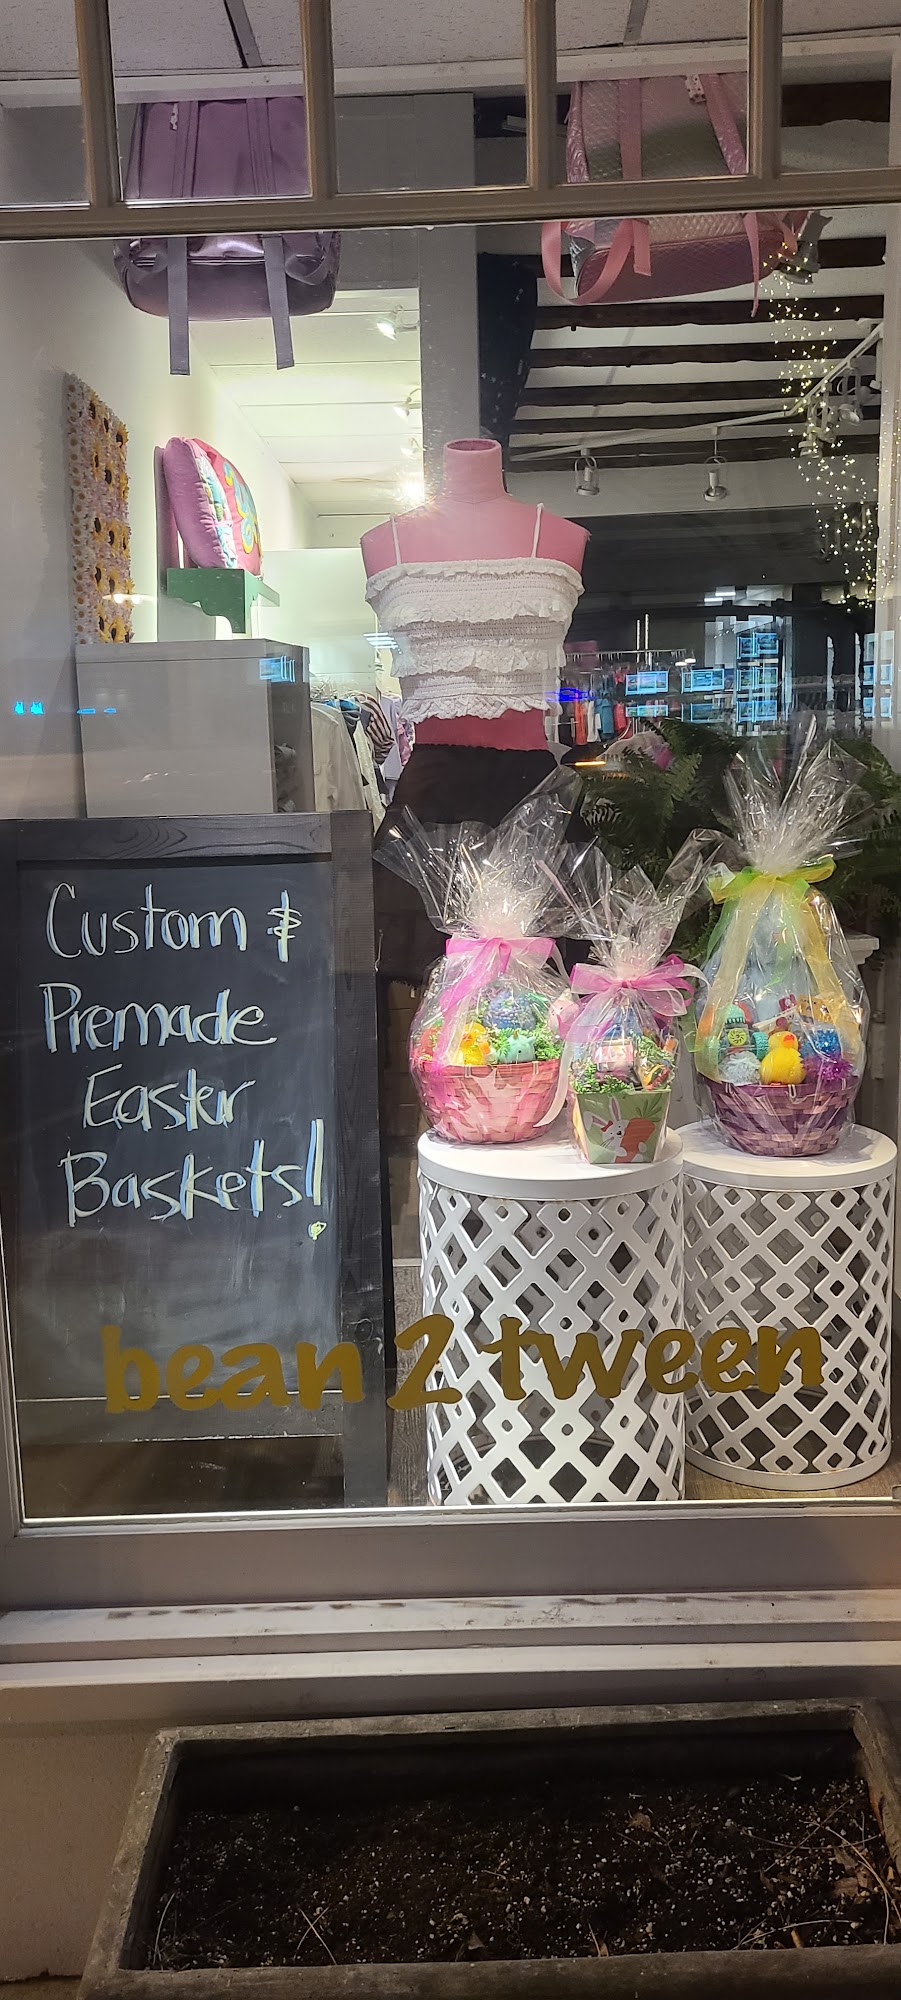 Custom &
Premade
Easter
Baskets!
bean 2 tween